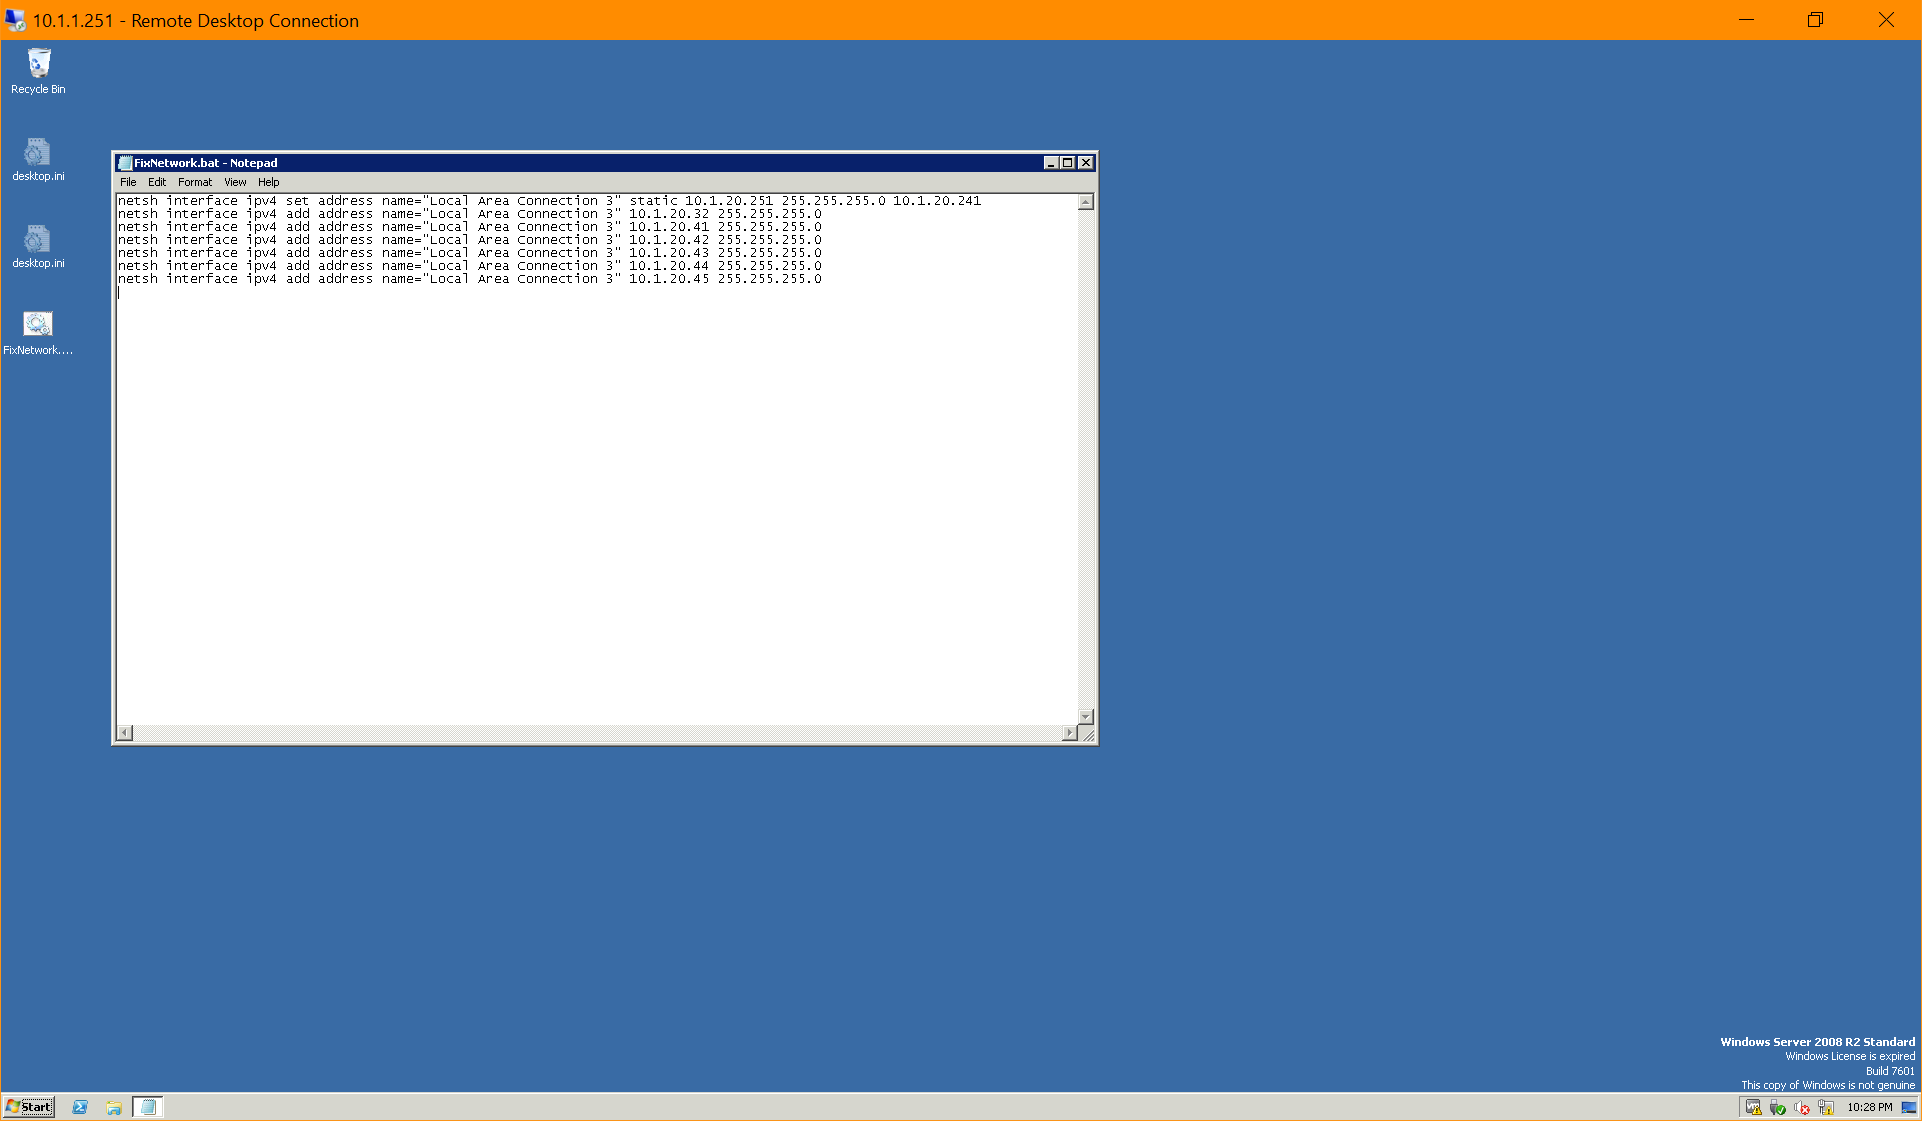 10.1.1.251 - Remote Desktop Connection
Recycle Bin
desktop.ini
desktop.ini
FixNetwork....
FixNetwork.bat - Notepad
File Edit Format View Help
netsh interface ipv4 set address name="Local Area Connection 3" static 10.1.20.251 255.255.255.0 10.1.20.241
netsh interface ipv4 add address name="Local Area Connection 3" 10.1.20.32 255.255.255.0
netsh interface ipv4 add address name="Local Area Connection 3" 10.1.20.41 255.255.255.0
netsh interface ipv4 add address name="Local Area Connection 3" 10.1.20.42 255.255.255.0
netsh interface ipv4 add address name="Local Area Connection 3" 10.1.20.43 255.255.255.0
netsh interface ipv4 add address name="Local Area Connection 3" 10.1.20.44 255.255.255.0
netsh interface ipv4 add address name="Local Area Connection 3" 10.1.20.45 255.255.255.0
Windows Server 2008 R2 Standard
Windows License is expired
Build 7601
This copy of Windows is not genuine
Start
10:28 PM